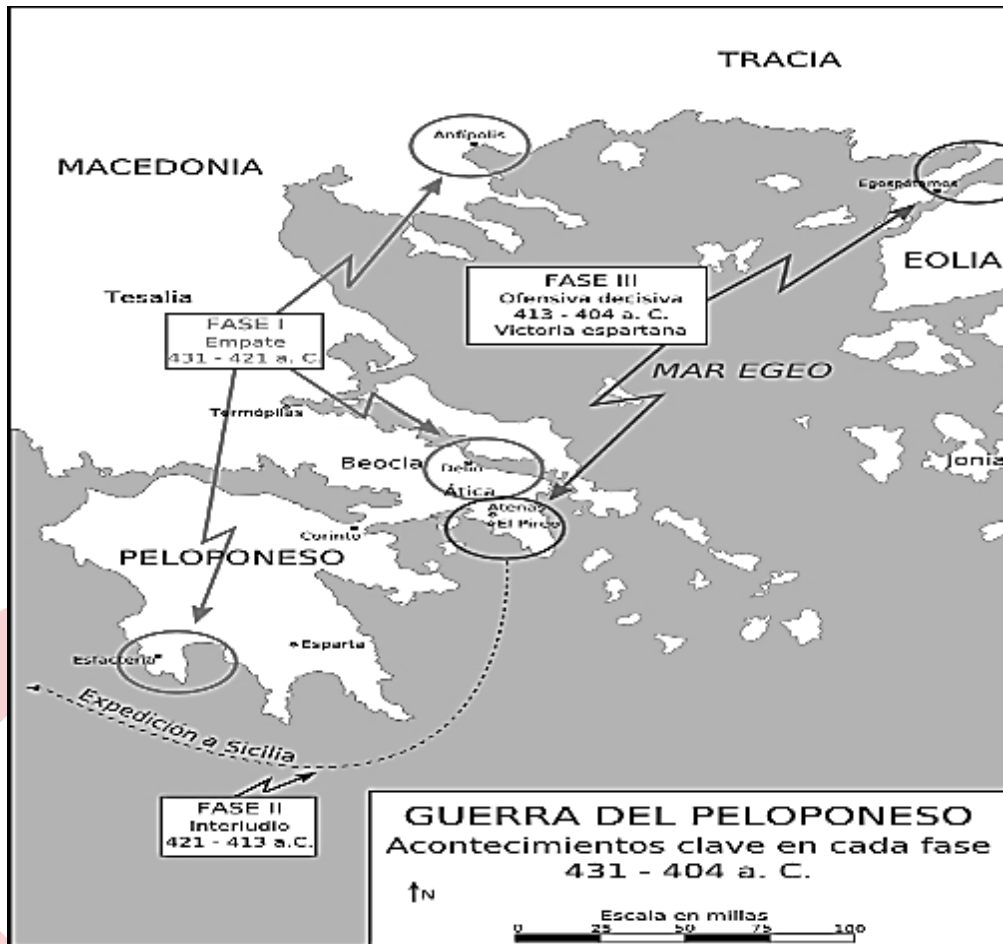 TRACIA
Anfípolis
MACEDONIA
Egospótamos
EOLIA
FASE III
Ofensiva decisiva
413 - 404 a. C.
Victoria espartana
Tesalia
FASE I
Empate
431 - 421 a. C.
MAR EGEO
Termópilas
Beocia
Delio
Jonia
Ática
Atenas
El Pireo
Corinto
PELOPONESO
Esparta
Esfacteria
Expedición a Sicilia
FASE II
Interludio
421 - 413 a.C.
GUERRA DEL PELOPONESO
Acontecimientos clave en cada fase
431 - 404 a. C.
N
Escala en millas
0 25 50 75 100